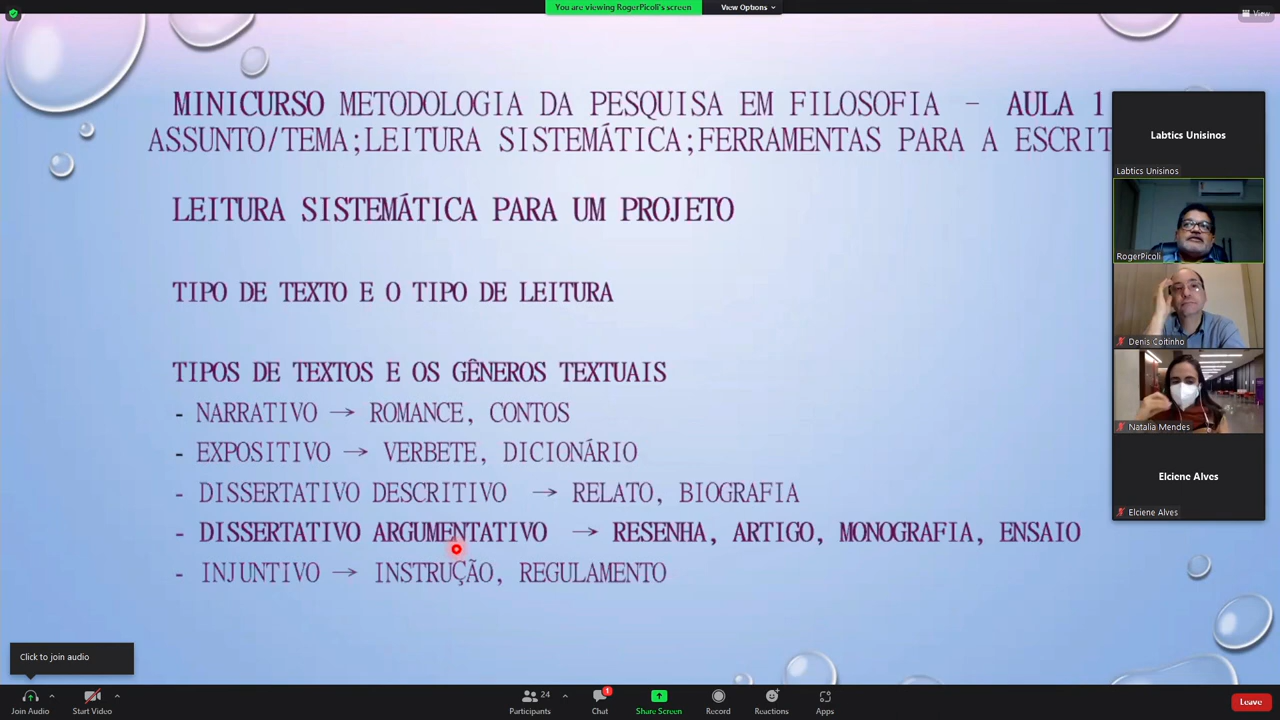 You are viewing RogerPicoli's screen
View Options
View
MINICURSO METODOLOGIA DA PESQUISA EM FILOSOFIA – AULA 1
ASSUNTO/TEMA;LEITURA SISTEMÁTICA;FERRAMENTAS PARA A ESCRIT
LEITURA SISTEMÁTICA PARA UM PROJETO
TIPO DE TEXTO E O TIPO DE LEITURA
TIPOS DE TEXTOS E OS GÊNEROS TEXTUAIS
- NARRATIVO → ROMANCE, CONTOS
- EXPOSITIVO → VERBETE, DICIONÁRIO
- DISSERTATIVO DESCRITIVO → RELATO, BIOGRAFIA
- DISSERTATIVO ARGUMENTATIVO → RESENHA, ARTIGO, MONOGRAFIA, ENSAIO
- INJUNTIVO → INSTRUÇÃO, REGULAMENTO
Labtics Unisinos
Labtics Unisinos
RogerPicoli
Denis Coitinho
Natalia Mendes
Elciene Alves
Elciene Alves
Click to join audio
Join Audio
Start Video
24
Participants
1
Chat
Share Screen
Record
Reactions
Apps
Leave